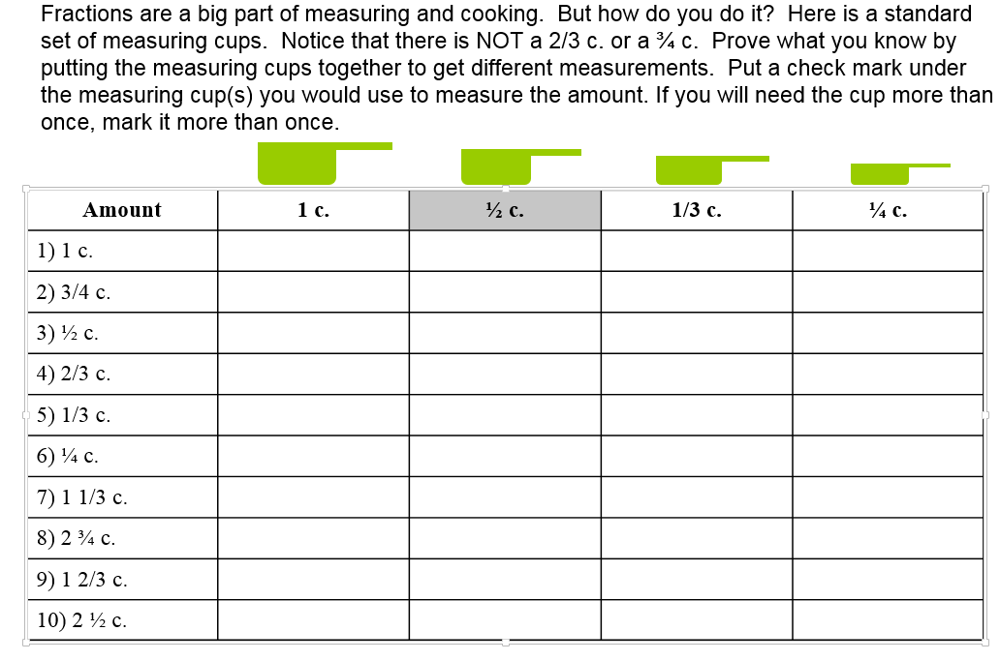 Fractions are a big part of measuring and cooking.  But how do you do it?  Here is a standard
set of measuring cups.  Notice that there is NOT a 2/3 c. or a ¾ c.  Prove what you know by
putting the measuring cups together to get different measurements.  Put a check mark under
the measuring cup(s) you would use to measure the amount. If you will need the cup more than
once, mark it more than once.
Amount 1 c. ½ c. 1/3 c. ¼ c.
1) 1 c.
2) 3/4 c.
3) ½ c.
4) 2/3 c.
5) 1/3 c.
6) ¼ c.
7) 1 1/3 c.
8) 2 ¾ c.
9) 1 2/3 c.
10) 2 ½ c.